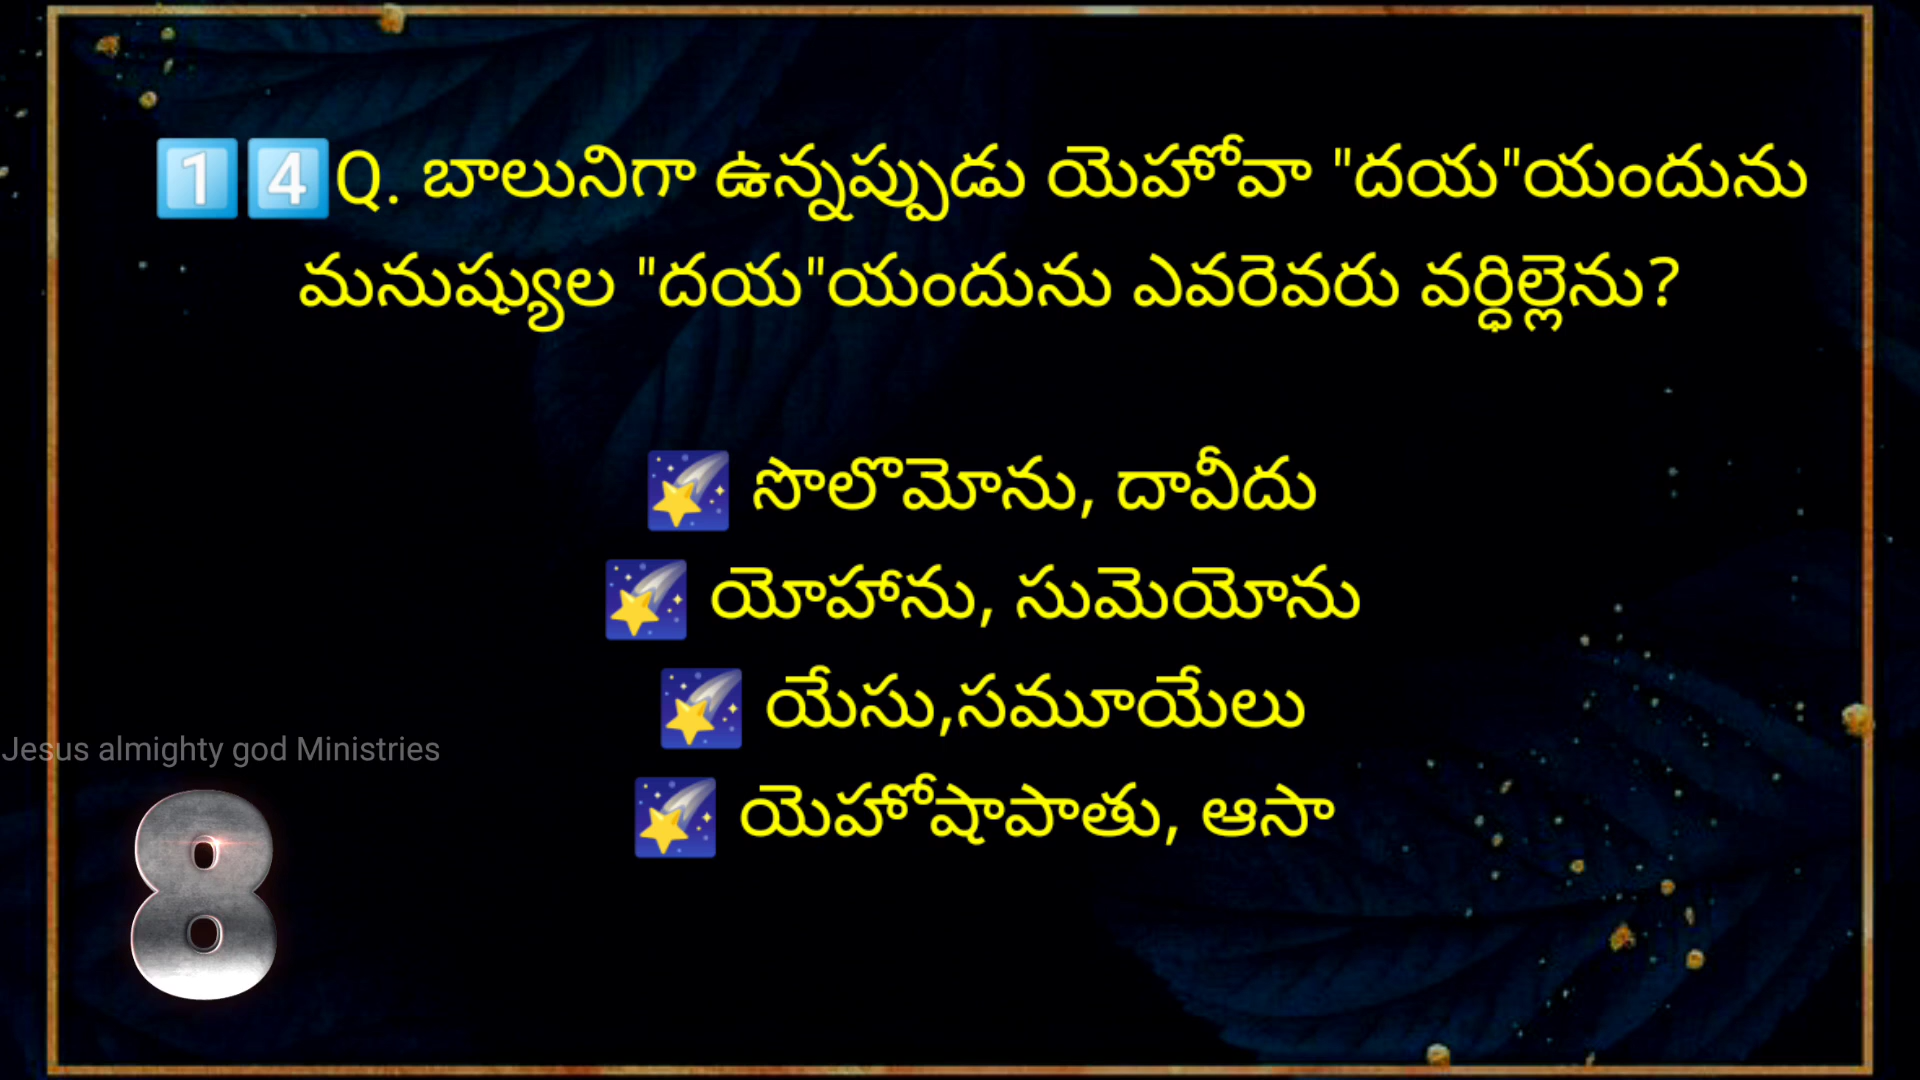 1️⃣4️⃣Q. బాలునిగా ఉన్నప్పుడు యెహోవా "దయ"యందును
మనుష్యుల "దయ"యందును ఎవరెవరు వర్ధిల్లెను?
🌠 సొలొమోను, దావీదు
🌠 యోహాను, సుమెయోను
🌠 యేసు,సమూయేలు
🌠 యెహోషాపాతు, ఆసా
Jesus almighty god Ministries
8